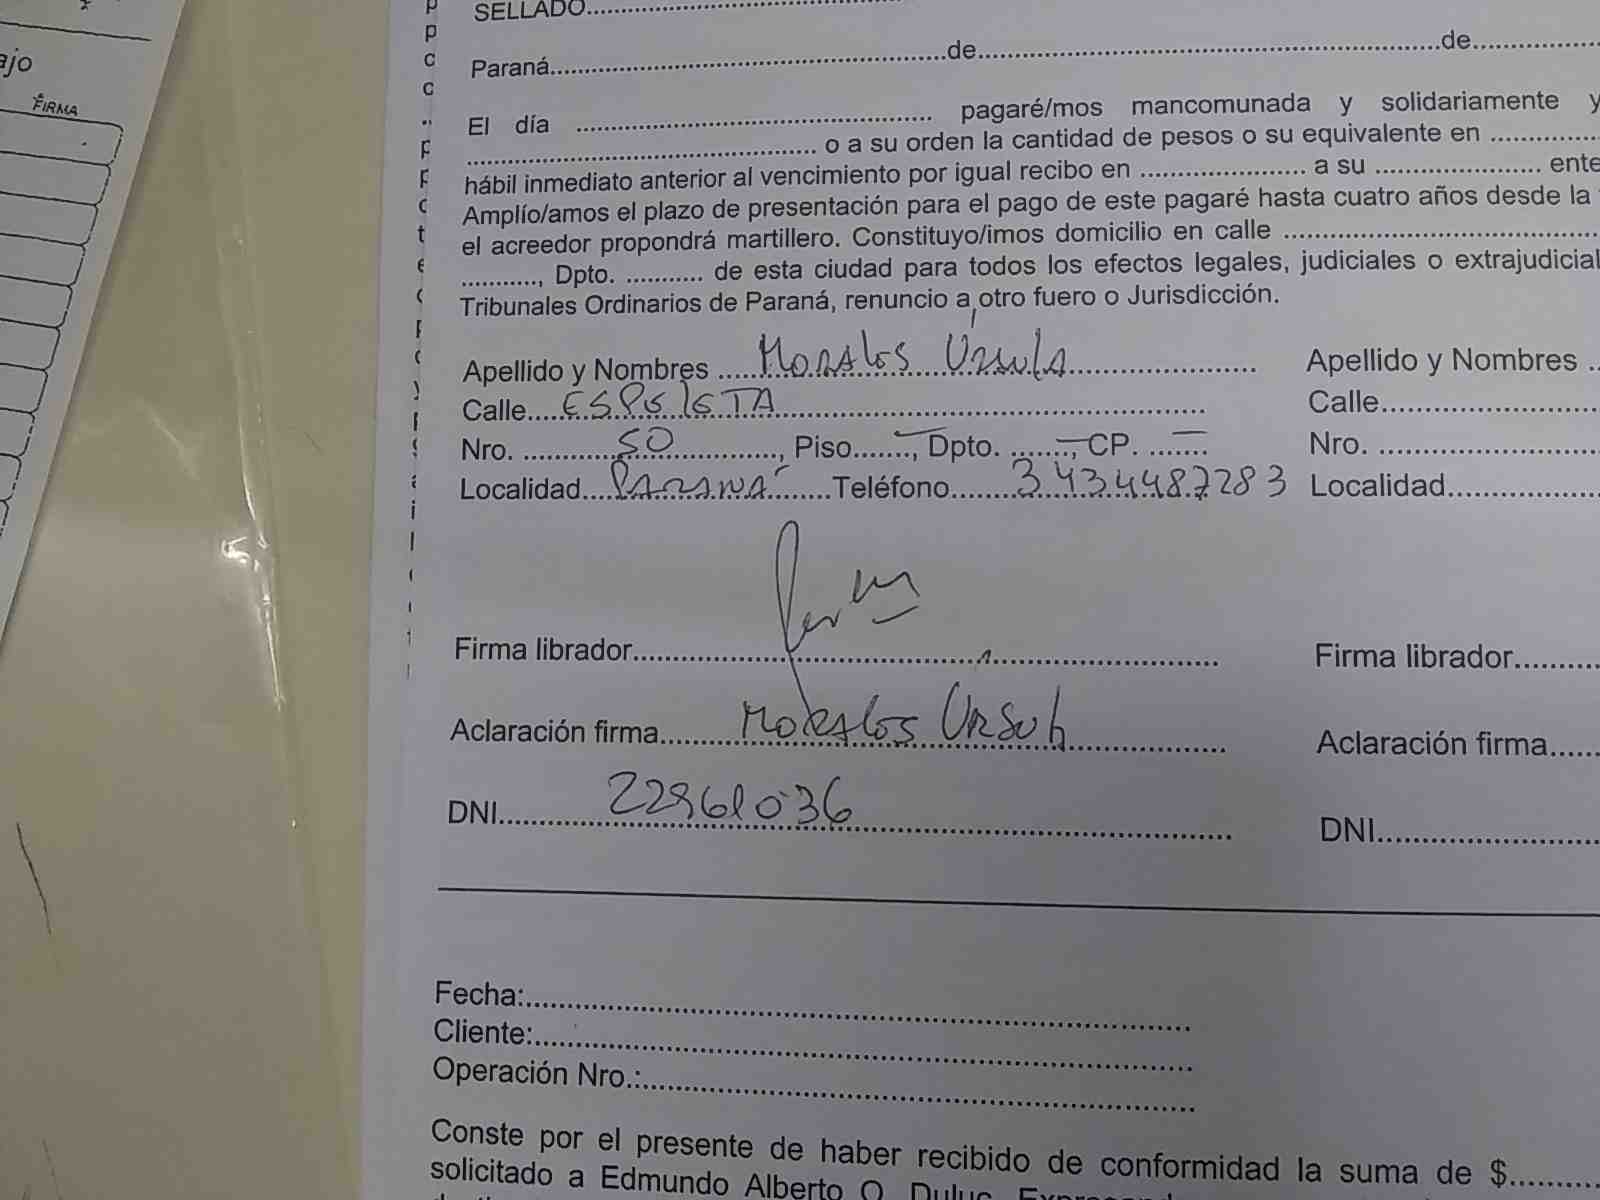 ajo
FIRMA
SELLADO
Paraná de de
El día pagaré/mos mancomunada y solidariamente y
o a su orden la cantidad de pesos o su equivalente en
hábil inmediato anterior al vencimiento por igual recibo en a su ente
Amplío/amos el plazo de presentación para el pago de este pagaré hasta cuatro años desde la
el acreedor propondrá martillero. Constituyo/imos domicilio en calle
, Dpto. de esta ciudad para todos los efectos legales, judiciales o extrajudicial
Tribunales Ordinarios de Paraná, renuncio a otro fuero o Jurisdicción.
Apellido y Nombres Morales Úrsula Apellido y Nombres
Calle ESPEleTA Calle
Nro. 50, Piso —, Dpto. —, CP. — Nro.
Localidad PARANÁ Teléfono 3434487283 Localidad
Firma librador Firma librador
Aclaración firma Morales Ursula Aclaración firma
DNI 22961036 DNI
Fecha:
Cliente:
Operación Nro.:
Conste por el presente de haber recibido de conformidad la suma de $
solicitado a Edmundo Alberto O. Duluc.